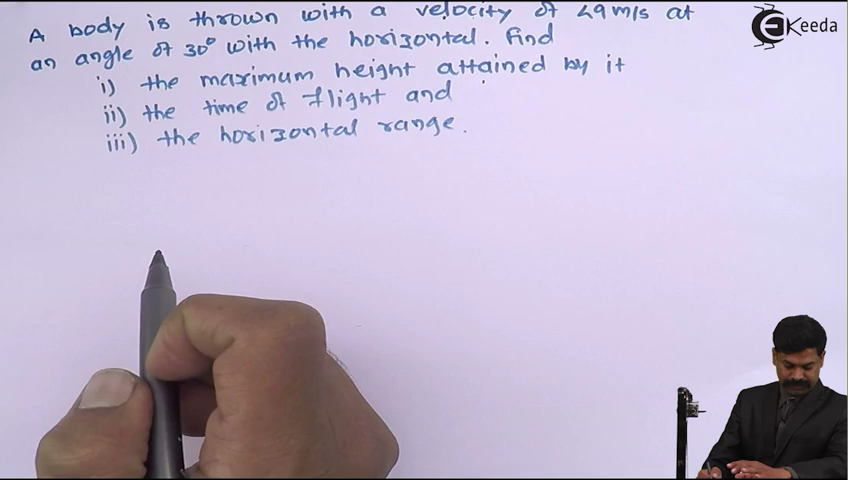 A body is thrown with a velocity of 49 m/s at
an angle of 30° with the horizontal. Find
i) the maximum height attained by it
ii) the time of flight and
iii) the horizontal range.
EKeeda